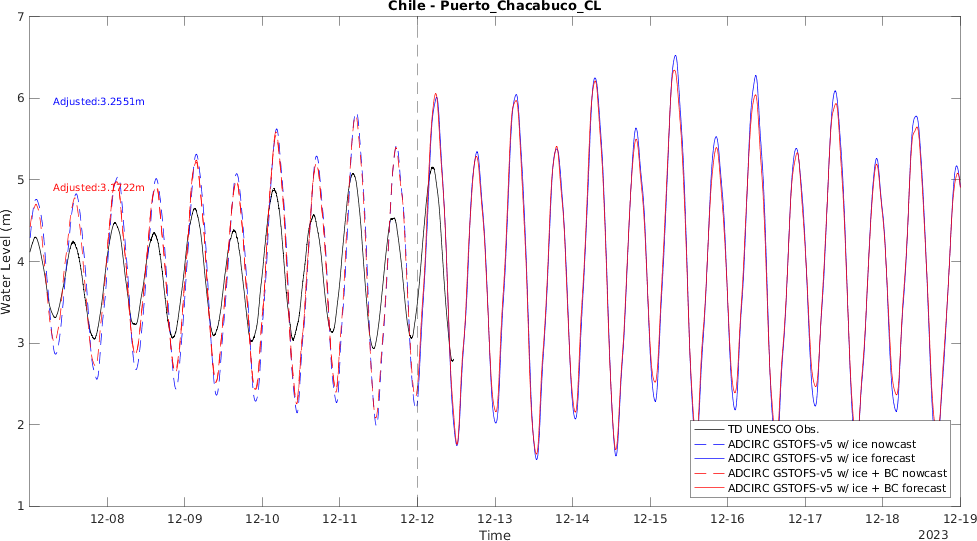 Chile - Puerto_Chacabuco_CL
7
6
5
4
3
2
1
Water Level (m)
Adjusted:3.2551m
Adjusted:3.1722m
TD UNESCO Obs.
ADCIRC GSTOFS-v5 w/ ice nowcast
ADCIRC GSTOFS-v5 w/ ice forecast
ADCIRC GSTOFS-v5 w/ ice + BC nowcast
ADCIRC GSTOFS-v5 w/ ice + BC forecast
12-08 12-09 12-10 12-11 12-12 12-13 12-14 12-15 12-16 12-17 12-18 12-19
Time
2023